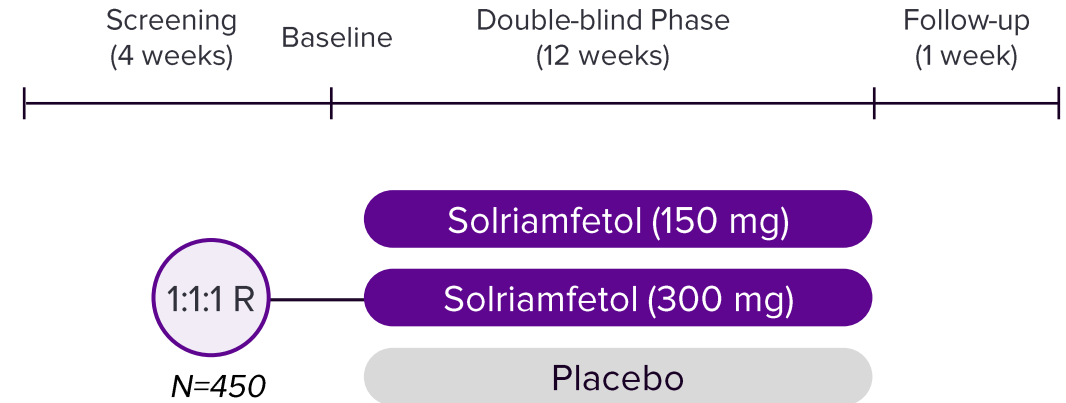 Screening
(4 weeks)
Baseline
Double-blind Phase
(12 weeks)
Follow-up
(1 week)
Solriamfetol (150 mg)
1:1:1 R
Solriamfetol (300 mg)
N=450
Placebo